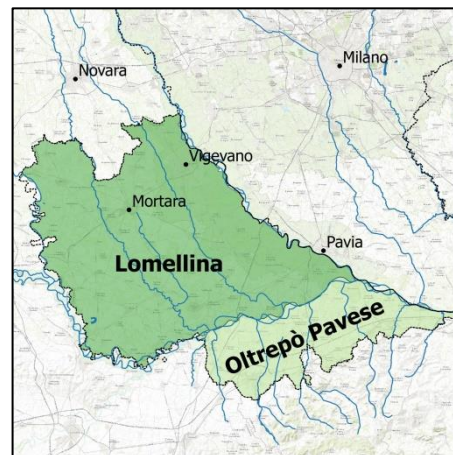 Milano
Novara
Vigevano
Mortara
Pavia
Lomellina
Oltrepò Pavese